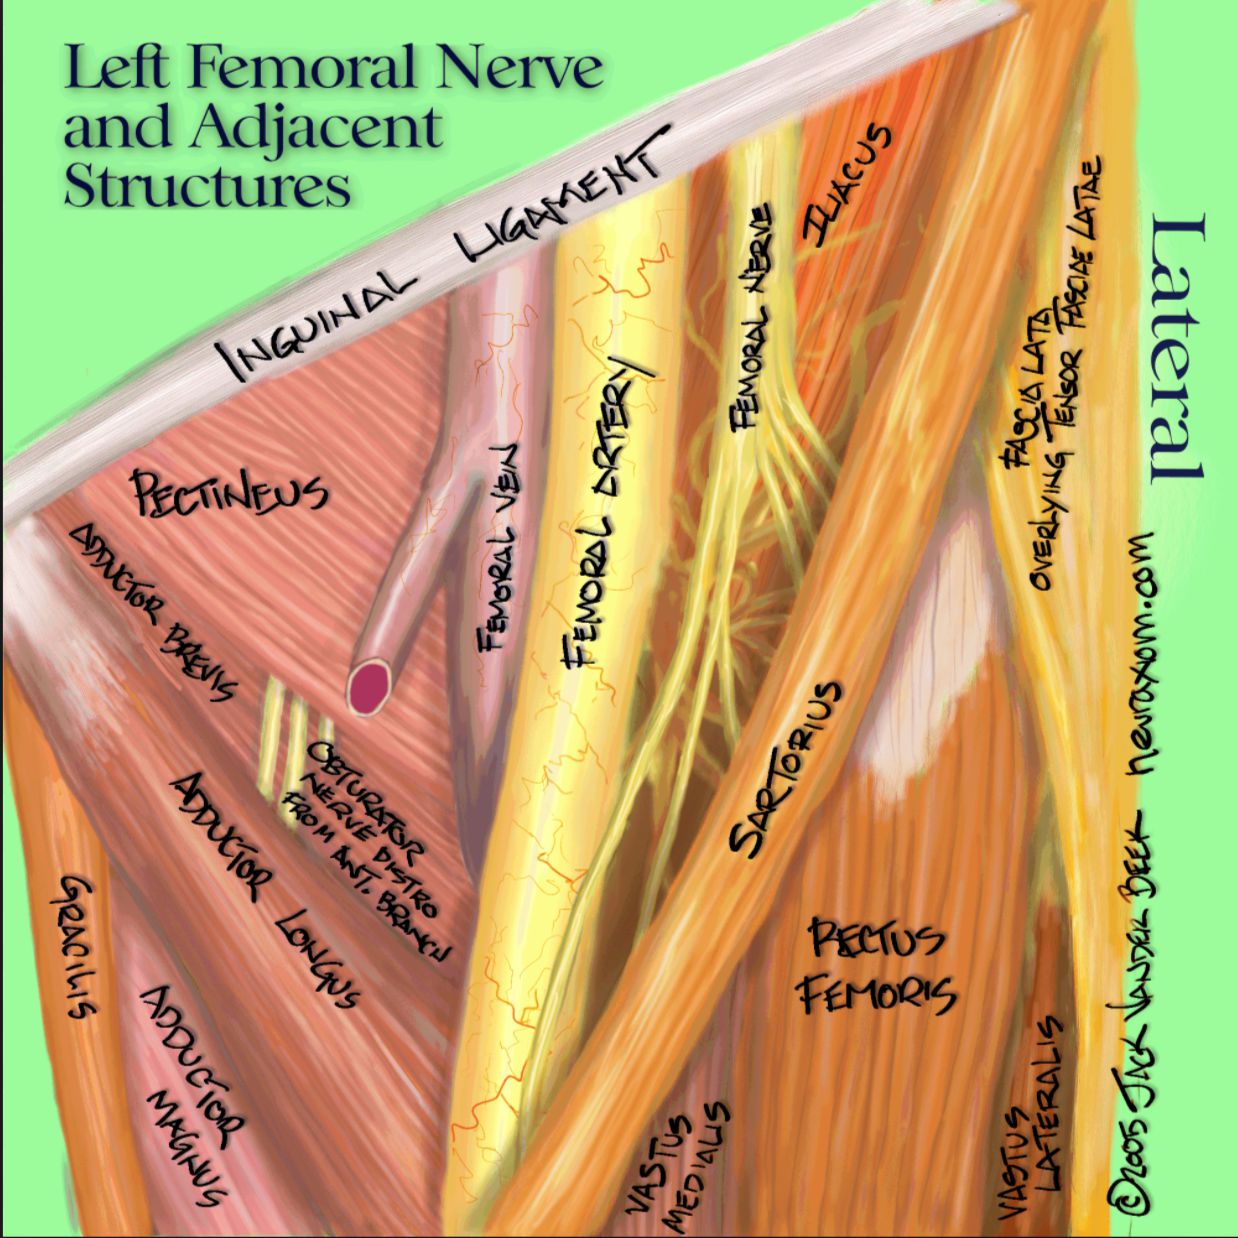 Left Femoral Nerve
and Adjacent
Structures
INGUINAL LIGAMENT
ILIACUS
FEMORAL NERVE
FASCIA LATA
OVERLYING TENSOR FASCIAE LATAE
Lateral
PECTINEUS
FEMORAL VEIN
FEMORAL ARTERY
ADDUCTOR BREVIS
OBTURATOR
NERVE DISTRO
FROM ANT. BRANCH
SARTORIUS
ADDUCTOR LONGUS
GRACILIS
ADDUCTOR
MAGNUS
RECTUS
FEMORIS
VASTUS
MEDIALIS
VASTUS
LATERALIS
©2005 JACK VANDER BEEK neuraxiom.com